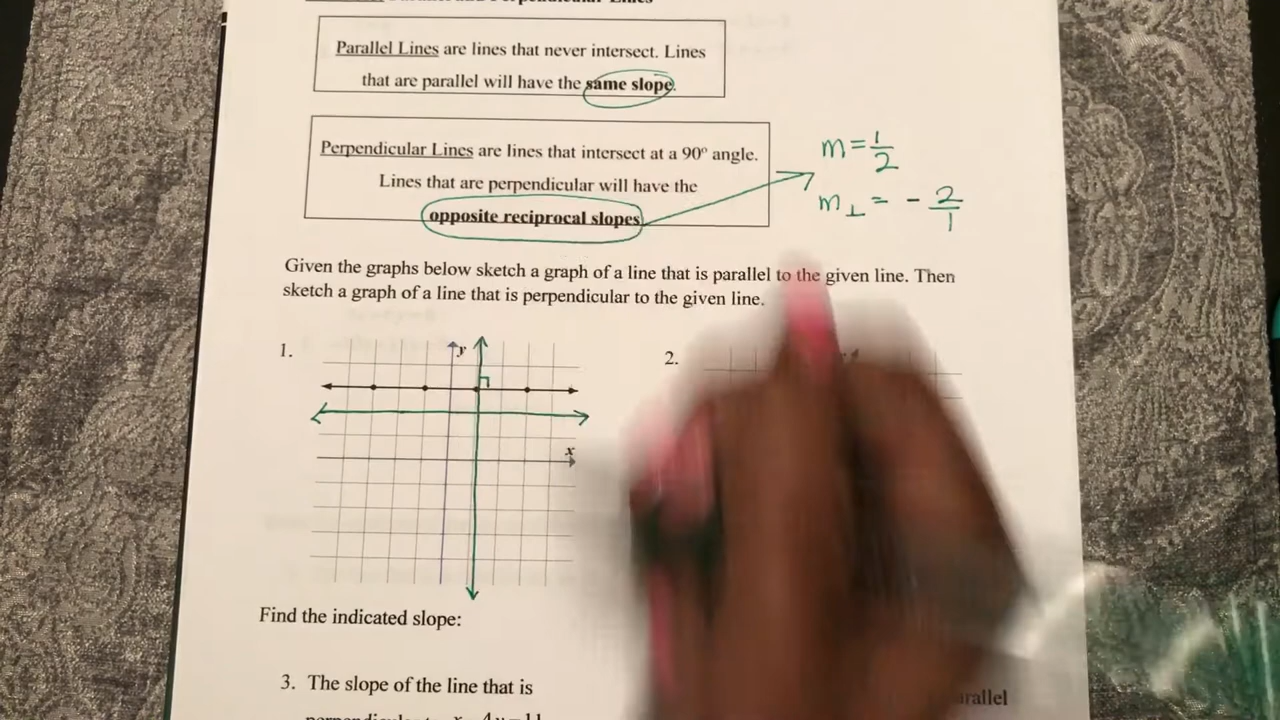 Parallel Lines are lines that never intersect. Lines
that are parallel will have the same slope.
Perpendicular Lines are lines that intersect at a 90° angle.
Lines that are perpendicular will have the
opposite reciprocal slopes
m = 1/2
m⊥ = - 2/1
Given the graphs below sketch a graph of a line that is parallel to the given line. Then
sketch a graph of a line that is perpendicular to the given line.
1.
y
x
2.
Find the indicated slope:
3. The slope of the line that is